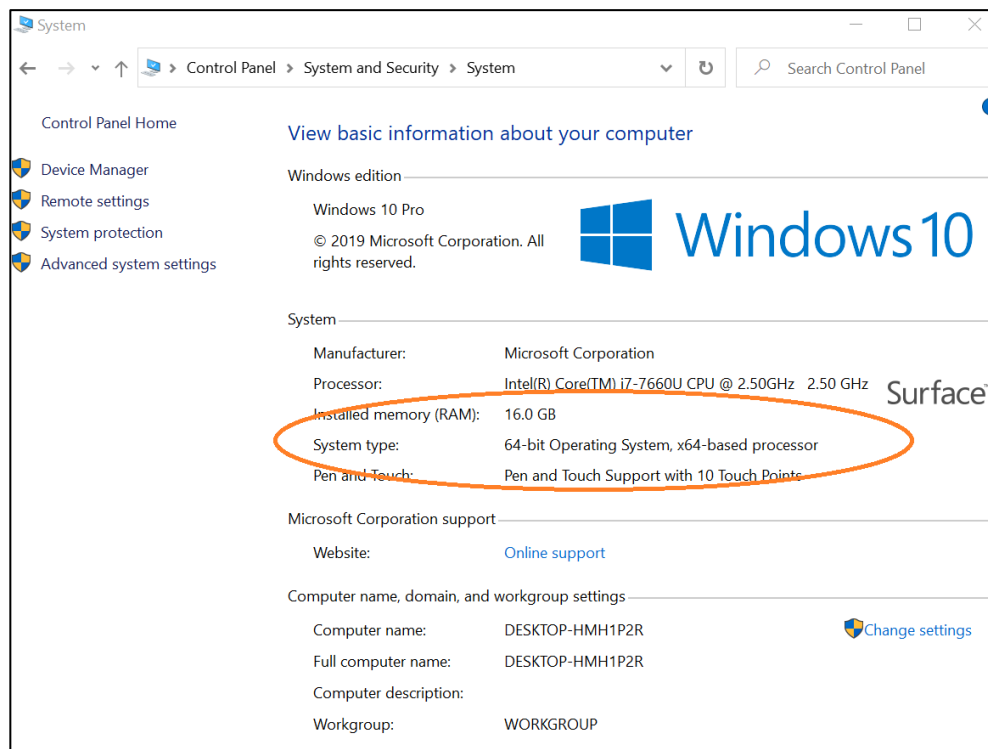 System
Control Panel > System and Security > System
Search Control Panel
Control Panel Home
Device Manager
Remote settings
System protection
Advanced system settings
View basic information about your computer
Windows edition
Windows 10 Pro
© 2019 Microsoft Corporation. All
rights reserved.
Windows 10
System
Manufacturer: Microsoft Corporation
Processor: Intel(R) Core(TM) i7-7660U CPU @ 2.50GHz 2.50 GHz
Installed memory (RAM): 16.0 GB
System type: 64-bit Operating System, x64-based processor
Pen and Touch: Pen and Touch Support with 10 Touch Points
Surface
Microsoft Corporation support
Website: Online support
Computer name, domain, and workgroup settings
Computer name: DESKTOP-HMH1P2R
Change settings
Full computer name: DESKTOP-HMH1P2R
Computer description:
Workgroup: WORKGROUP